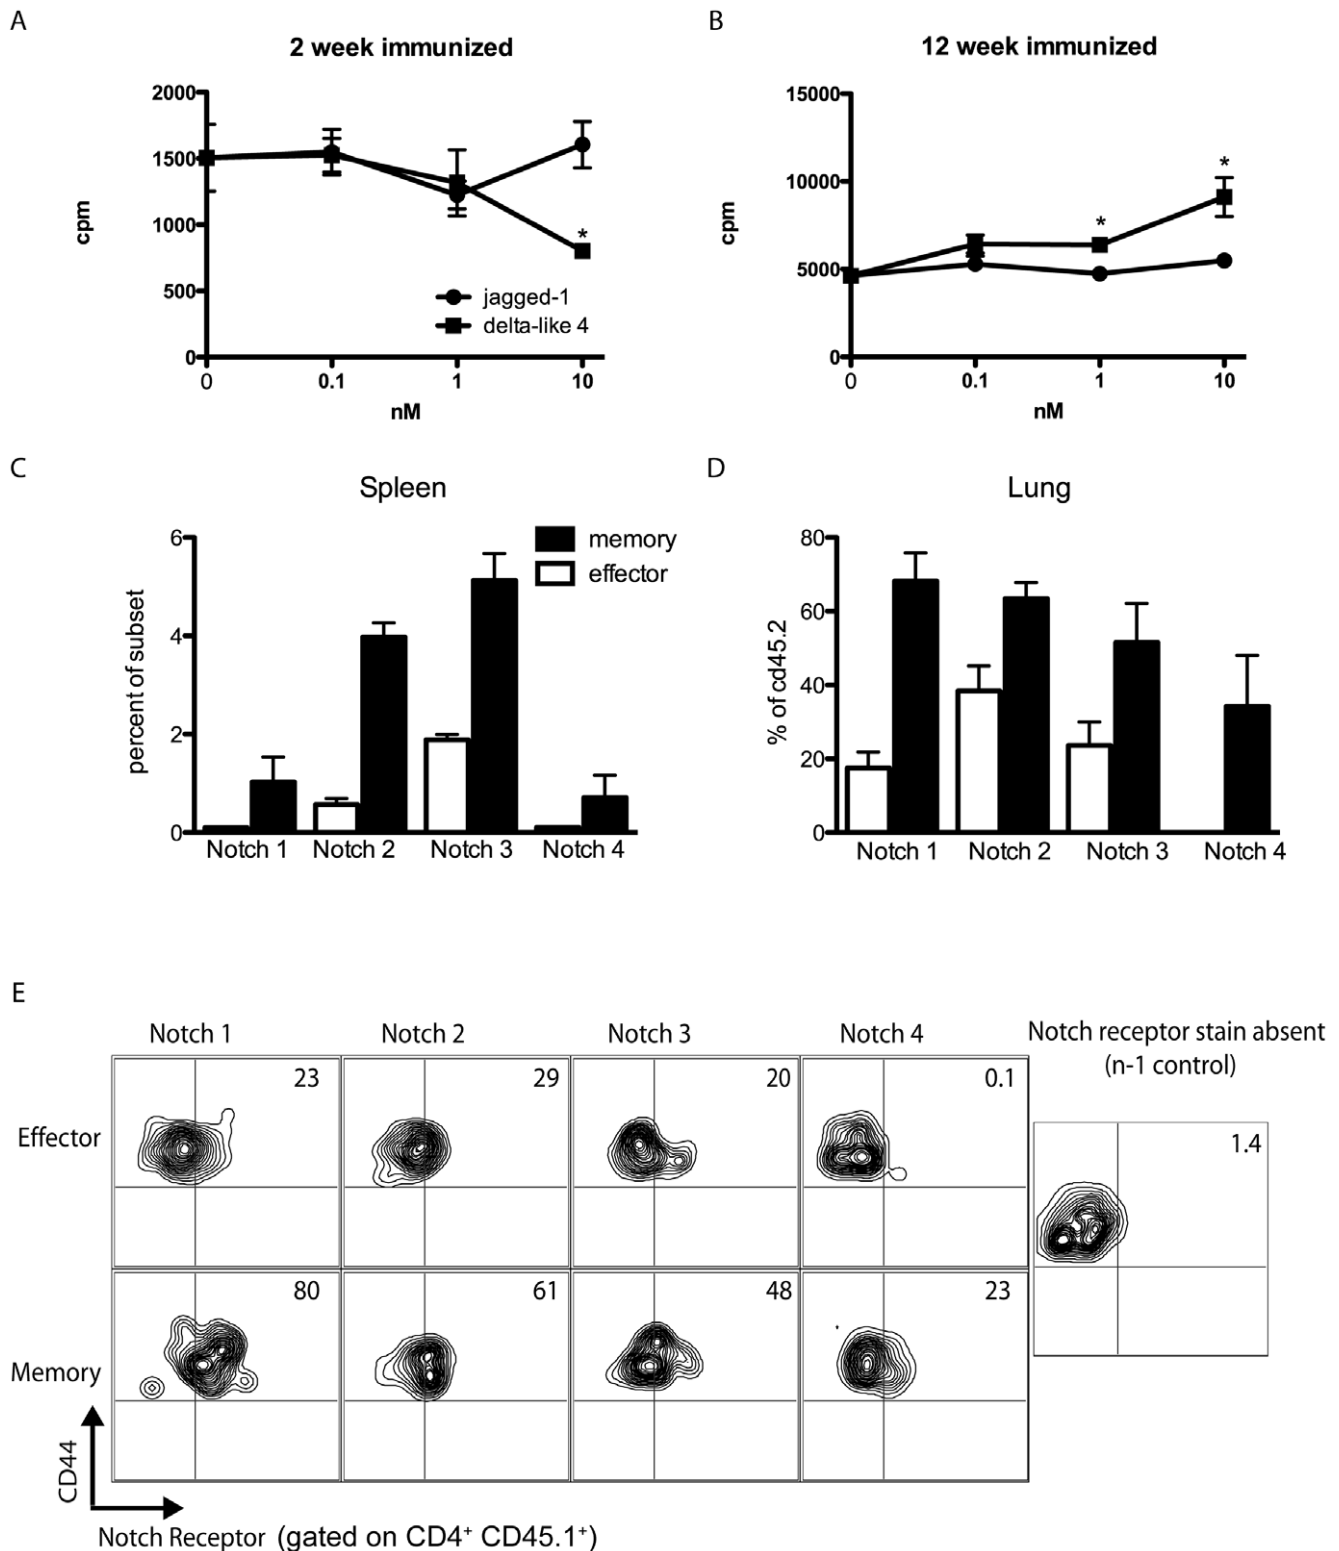 A
2 week immunized
2000
1500
1000
500
0
cpm
*
jagged-1
delta-like 4
0 0.1 1 10
nM
B
12 week immunized
15000
10000
5000
0
cpm
* *
0 0.1 1 10
nM
C
Spleen
6
4
2
0
percent of subset
memory
effector
Notch 1 Notch 2 Notch 3 Notch 4
D
Lung
80
60
40
20
0
% of cd45.2
Notch 1 Notch 2 Notch 3 Notch 4
E
Notch 1 Notch 2 Notch 3 Notch 4
Notch receptor stain absent
(n-1 control)
Effector
23 29 20 0.1
1.4
Memory
80 61 48 23
CD44
Notch Receptor (gated on CD4⁺ CD45.1⁺)